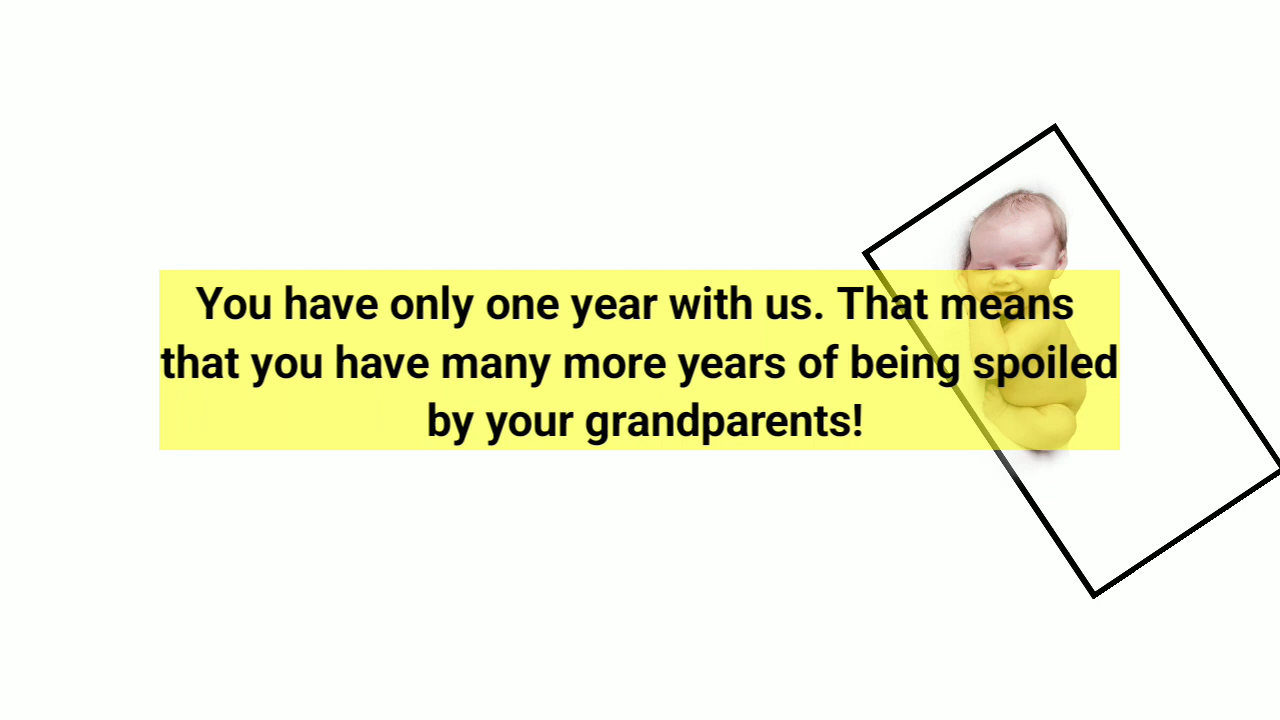 You have only one year with us. That means
that you have many more years of being spoiled
by your grandparents!